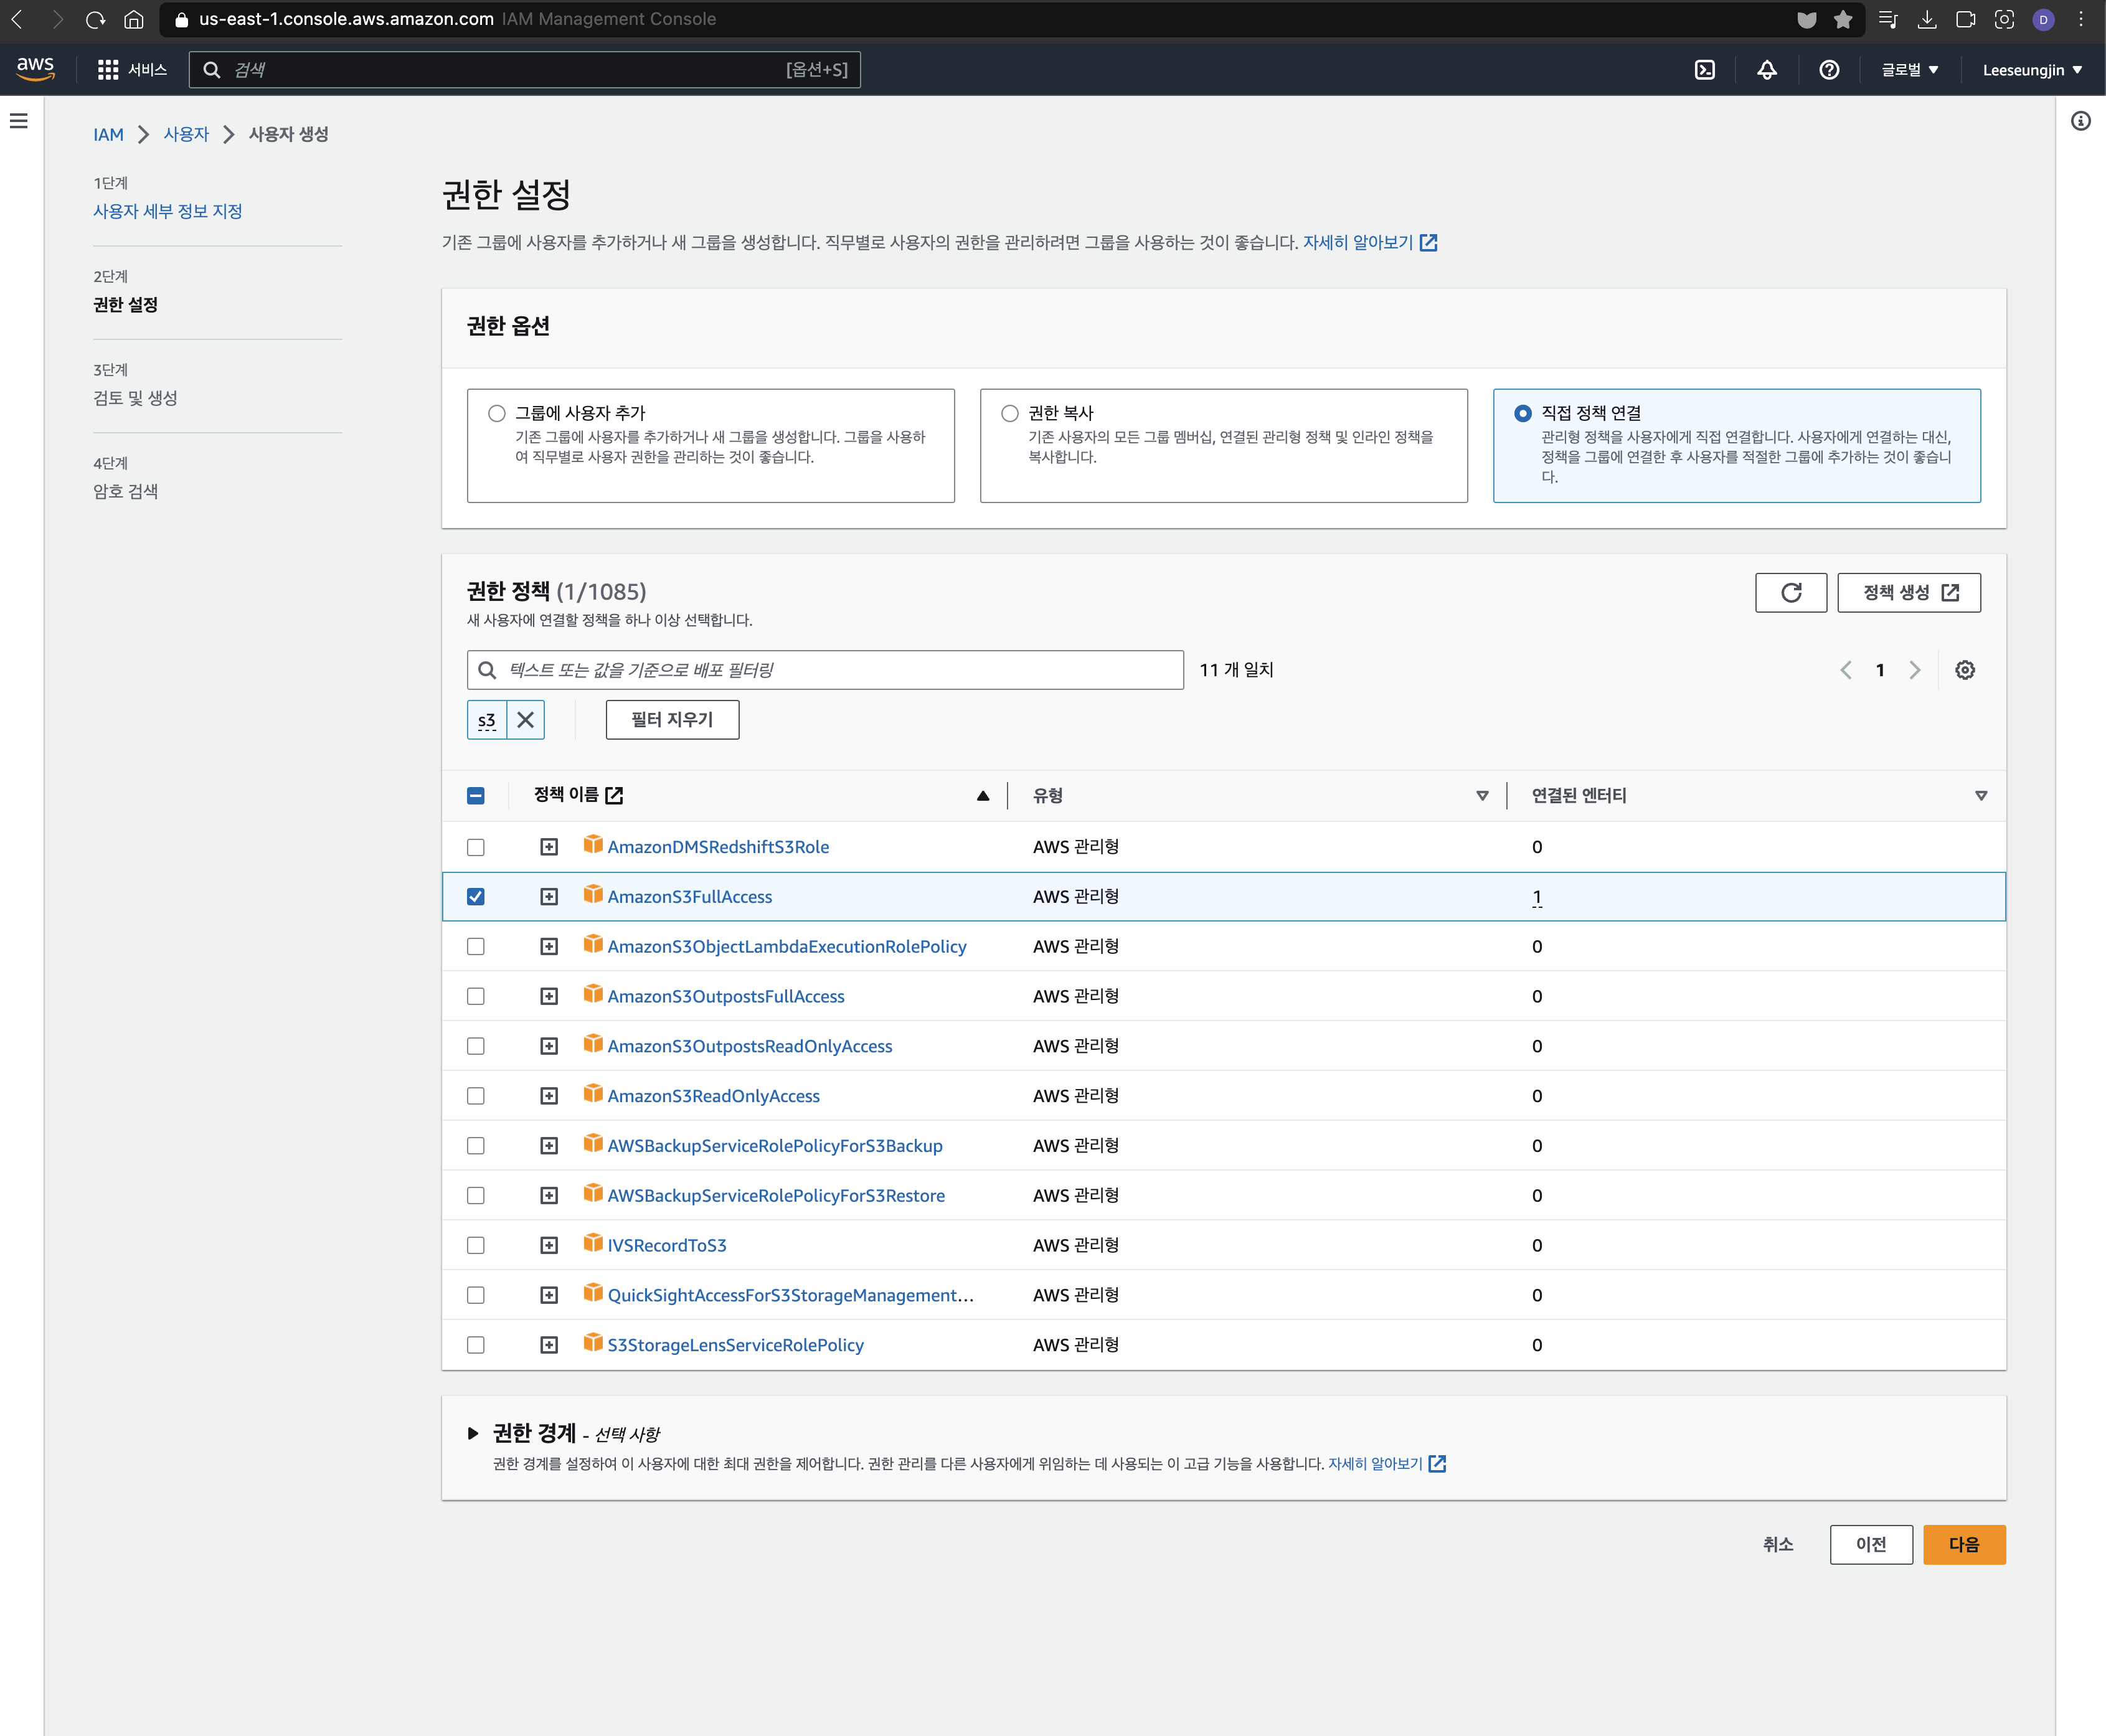 us-east-1.console.aws.amazon.com IAM Management Console
D
aws
서비스
검색
[옵션+S]
글로벌
Leeseungjin
IAM
사용자
사용자 생성
1단계
사용자 세부 정보 지정
2단계
권한 설정
3단계
검토 및 생성
4단계
암호 검색
권한 설정
기존 그룹에 사용자를 추가하거나 새 그룹을 생성합니다. 직무별로 사용자의 권한을 관리하려면 그룹을 사용하는 것이 좋습니다. 자세히 알아보기
권한 옵션
그룹에 사용자 추가
기존 그룹에 사용자를 추가하거나 새 그룹을 생성합니다. 그룹을 사용하
여 직무별로 사용자 권한을 관리하는 것이 좋습니다.
권한 복사
기존 사용자의 모든 그룹 멤버십, 연결된 관리형 정책 및 인라인 정책을
복사합니다.
직접 정책 연결
관리형 정책을 사용자에게 직접 연결합니다. 사용자에게 연결하는 대신,
정책을 그룹에 연결한 후 사용자를 적절한 그룹에 추가하는 것이 좋습니
다.
권한 정책 (1/1085)
새 사용자에 연결할 정책을 하나 이상 선택합니다.
정책 생성
텍스트 또는 값을 기준으로 배포 필터링
11 개 일치
1
s3
필터 지우기
정책 이름 유형 연결된 엔터티
AmazonDMSRedshiftS3Role AWS 관리형 0
AmazonS3FullAccess AWS 관리형 1
AmazonS3ObjectLambdaExecutionRolePolicy AWS 관리형 0
AmazonS3OutpostsFullAccess AWS 관리형 0
AmazonS3OutpostsReadOnlyAccess AWS 관리형 0
AmazonS3ReadOnlyAccess AWS 관리형 0
AWSBackupServiceRolePolicyForS3Backup AWS 관리형 0
AWSBackupServiceRolePolicyForS3Restore AWS 관리형 0
IVSRecordToS3 AWS 관리형 0
QuickSightAccessForS3StorageManagement... AWS 관리형 0
S3StorageLensServiceRolePolicy AWS 관리형 0
권한 경계 - 선택 사항
권한 경계를 설정하여 이 사용자에 대한 최대 권한을 제어합니다. 권한 관리를 다른 사용자에게 위임하는 데 사용되는 이 고급 기능을 사용합니다. 자세히 알아보기
취소
이전
다음